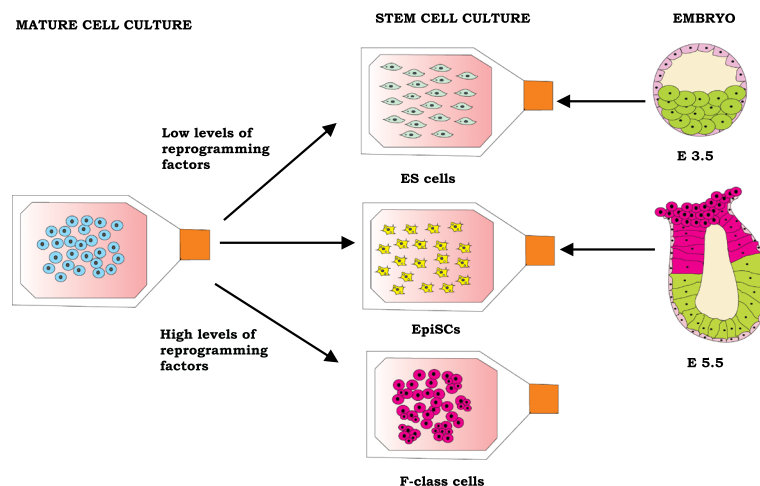 MATURE CELL CULTURE
STEM CELL CULTURE
EMBRYO
Low levels of
reprogramming
factors
ES cells
E 3.5
EpiSCs
High levels of
reprogramming
factors
E 5.5
F-class cells